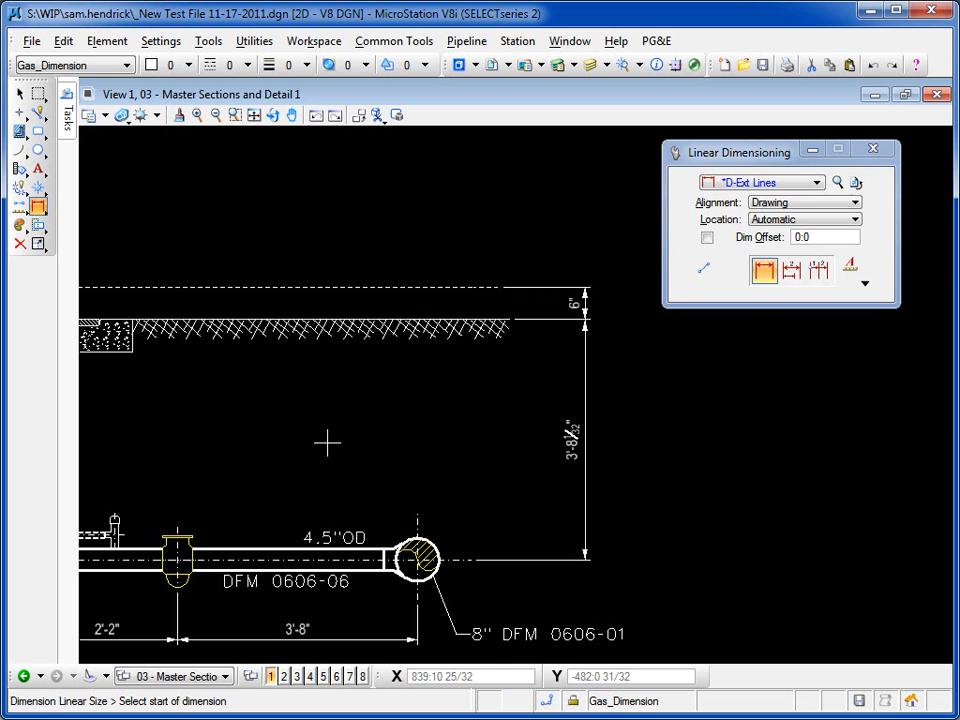 S:\WIP\sam.hendrick\_New Test File 11-17-2011.dgn [2D - V8 DGN] - MicroStation V8i (SELECTseries 2)
File Edit Element Settings Tools Utilities Workspace Common Tools Pipeline Station Window Help PG&E
Gas_Dimension 0 0 0 0 0
View 1, 03 - Master Sections and Detail 1
Tasks
Linear Dimensioning
*D-Ext Lines
Alignment: Drawing
Location: Automatic
Dim Offset: 0:0
6"
4.5"OD
DFM 0606-06
2'-2"
3'-8"
8" DFM 0606-01
03 - Master Sectio 1 2 3 4 5 6 7 8 X 839:10 25/32 Y -482:0 31/32
Dimension Linear Size > Select start of dimension Gas_Dimension